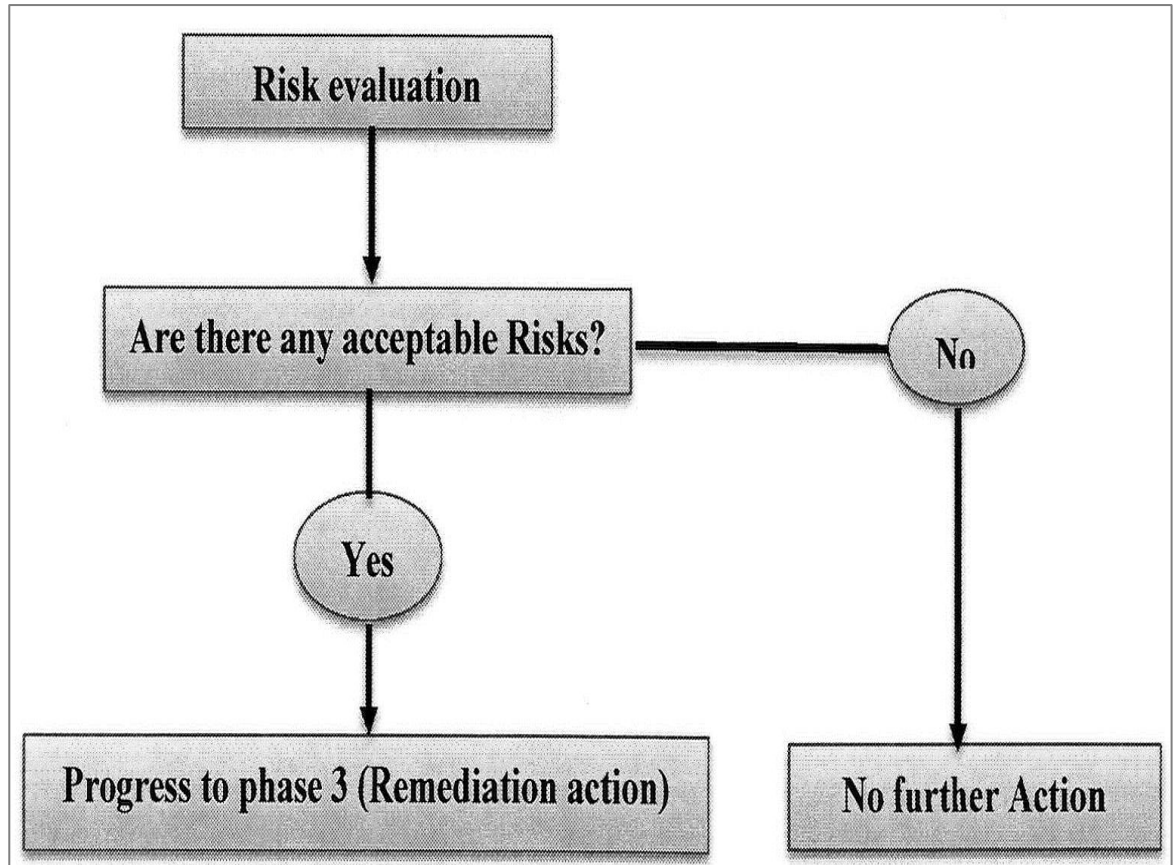 Risk evaluation
Are there any acceptable Risks?
No
Yes
Progress to phase 3 (Remediation action)
No further Action